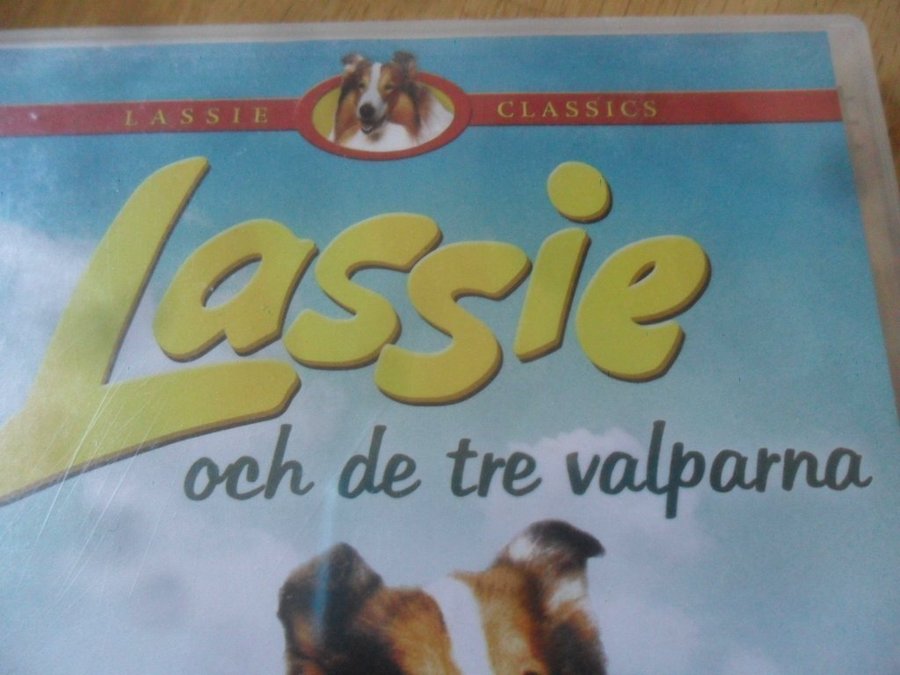 LASSIE CLASSICS
Lassie
och de tre valparna